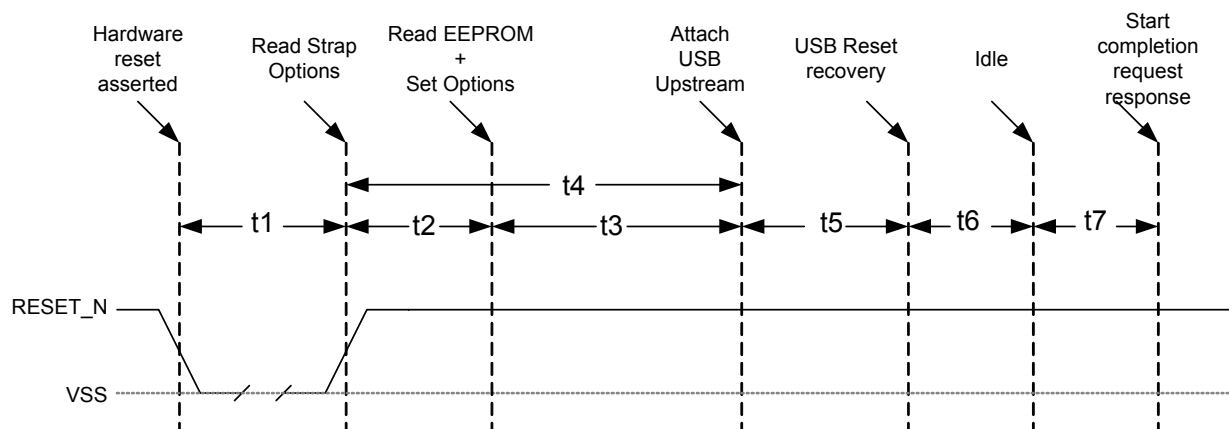 Hardware
reset
asserted
Read Strap
Options
Read EEPROM
+
Set Options
Attach
USB
Upstream
USB Reset
recovery
Idle
Start
completion
request
response
t4
t1
t2
t3
t5
t6
t7
RESET_N
VSS